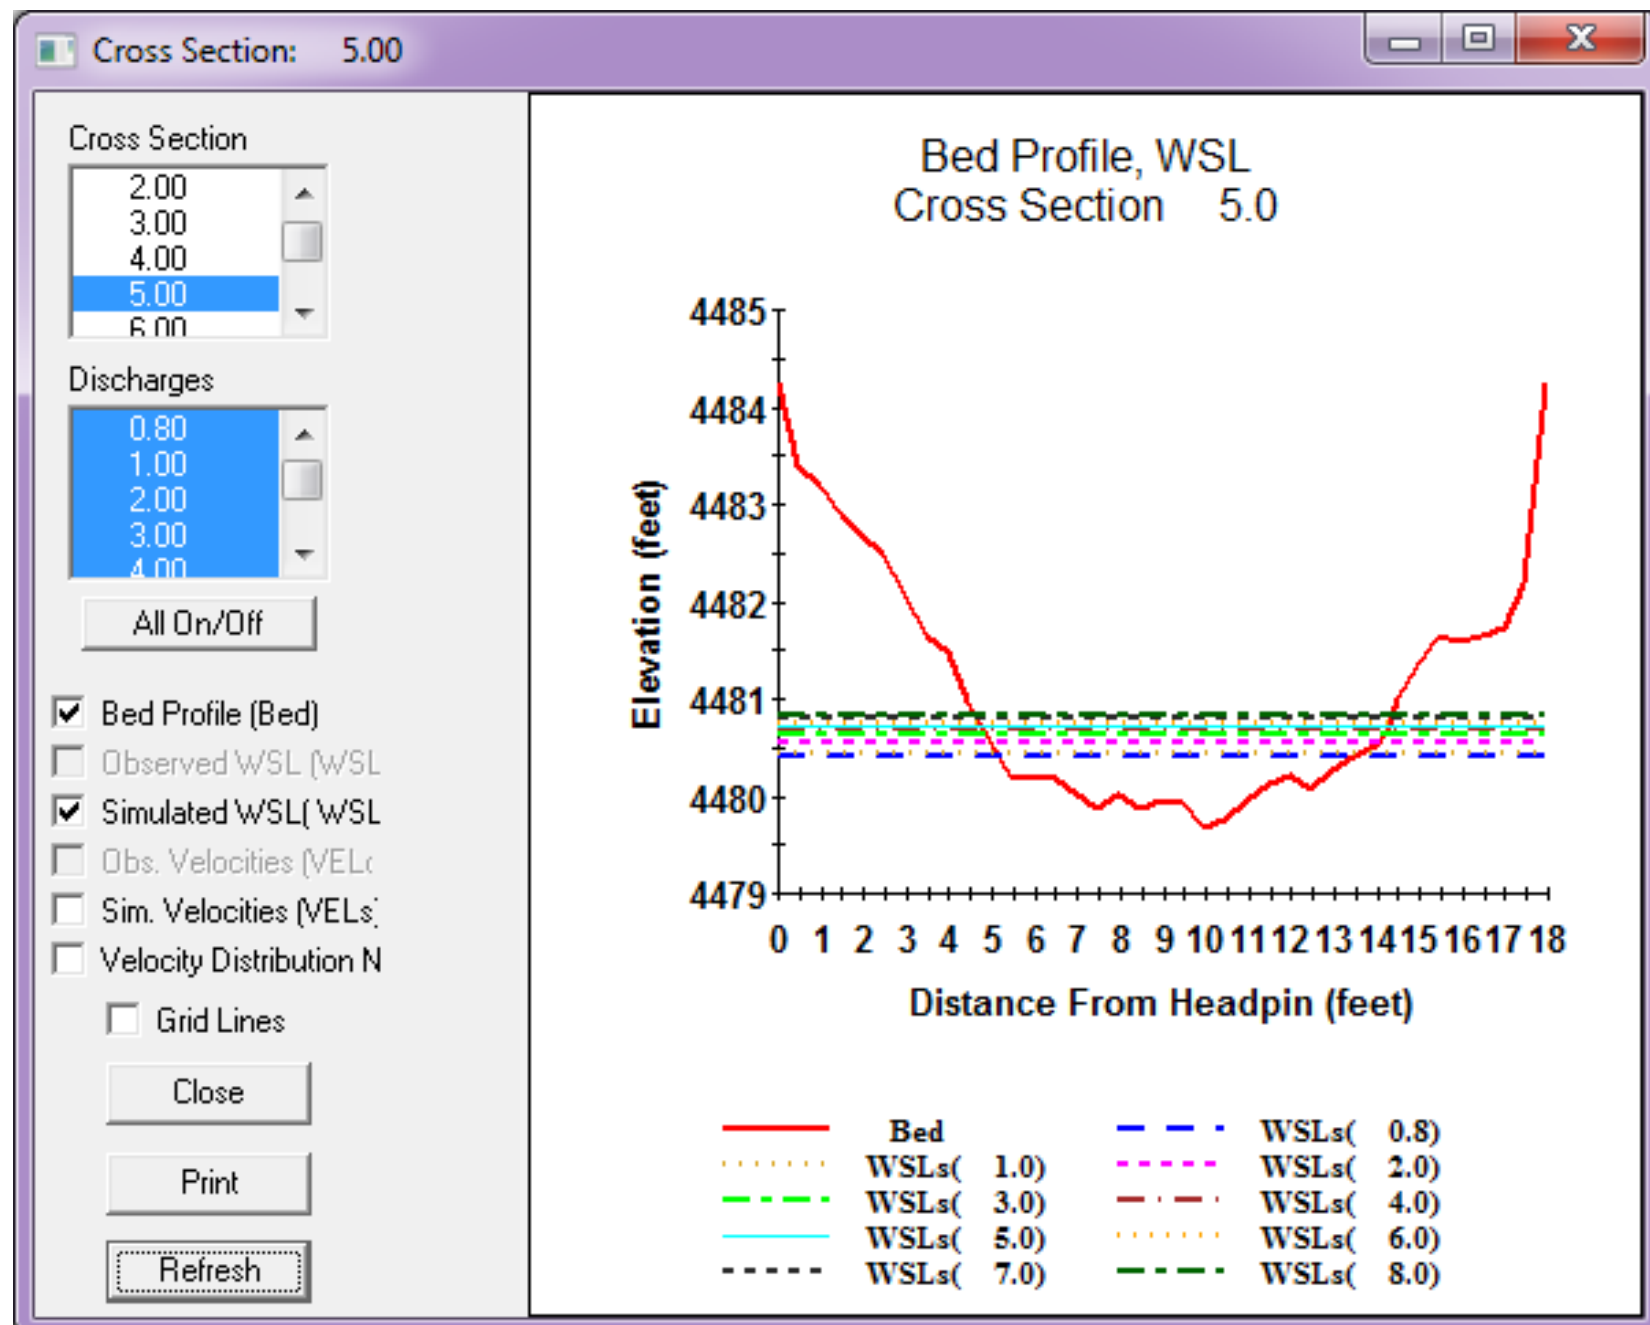 Cross Section: 5.00
Cross Section
2.00
3.00
4.00
5.00
6.00
Discharges
0.80
1.00
2.00
3.00
4.00
All On/Off
Bed Profile (Bed)
Observed WSL (WSL
Simulated WSL( WSL
Obs. Velocities (VELo
Sim. Velocities (VELs)
Velocity Distribution N
Grid Lines
Close
Print
Refresh
Bed Profile, WSL
Cross Section 5.0
Elevation (feet)
4485
4484
4483
4482
4481
4480
4479
0 1 2 3 4 5 6 7 8 9 10 11 12 13 14 15 16 17 18
Distance From Headpin (feet)
Bed WSLs( 0.8)
WSLs( 1.0) WSLs( 2.0)
WSLs( 3.0) WSLs( 4.0)
WSLs( 5.0) WSLs( 6.0)
WSLs( 7.0) WSLs( 8.0)